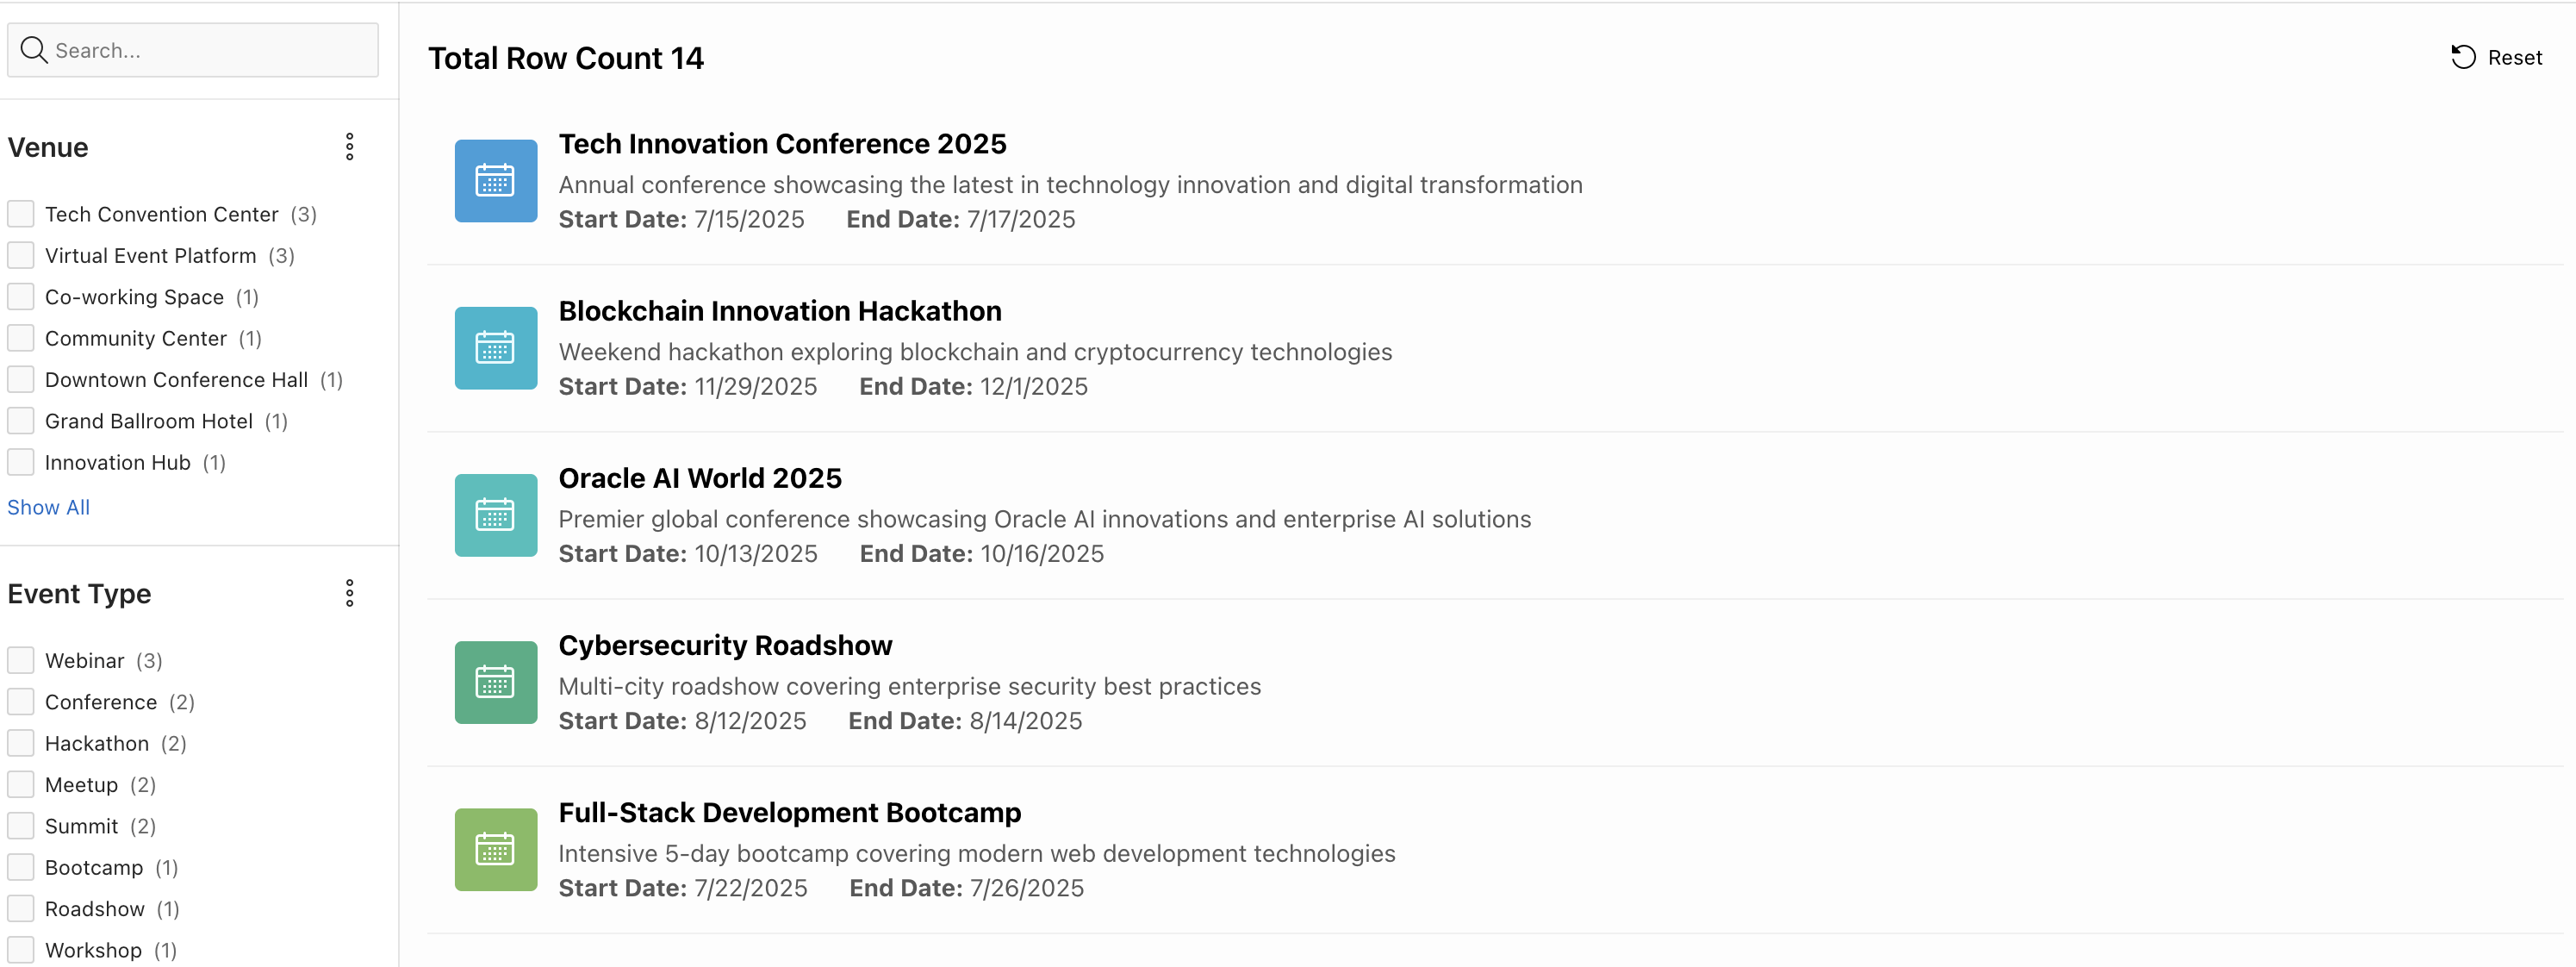 Search...
Venue
Tech Convention Center (3)
Virtual Event Platform (3)
Co-working Space (1)
Community Center (1)
Downtown Conference Hall (1)
Grand Ballroom Hotel (1)
Innovation Hub (1)
Show All
Event Type
Webinar (3)
Conference (2)
Hackathon (2)
Meetup (2)
Summit (2)
Bootcamp (1)
Roadshow (1)
Workshop (1)
Total Row Count 14
Reset
Tech Innovation Conference 2025
Annual conference showcasing the latest in technology innovation and digital transformation
Start Date: 7/15/2025 End Date: 7/17/2025
Blockchain Innovation Hackathon
Weekend hackathon exploring blockchain and cryptocurrency technologies
Start Date: 11/29/2025 End Date: 12/1/2025
Oracle AI World 2025
Premier global conference showcasing Oracle AI innovations and enterprise AI solutions
Start Date: 10/13/2025 End Date: 10/16/2025
Cybersecurity Roadshow
Multi-city roadshow covering enterprise security best practices
Start Date: 8/12/2025 End Date: 8/14/2025
Full-Stack Development Bootcamp
Intensive 5-day bootcamp covering modern web development technologies
Start Date: 7/22/2025 End Date: 7/26/2025